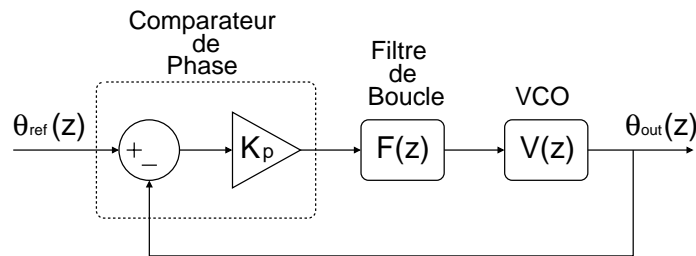 Comparateur
de
Phase
Filtre
de
Boucle
VCO
θref(z)
+
_
Kp
F(z)
V(z)
θout(z)